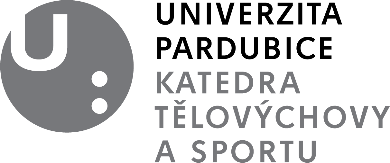 U:
UNIVERZITA
PARDUBICE
KATEDRA
TĚLOVÝCHOVY
A SPORTU